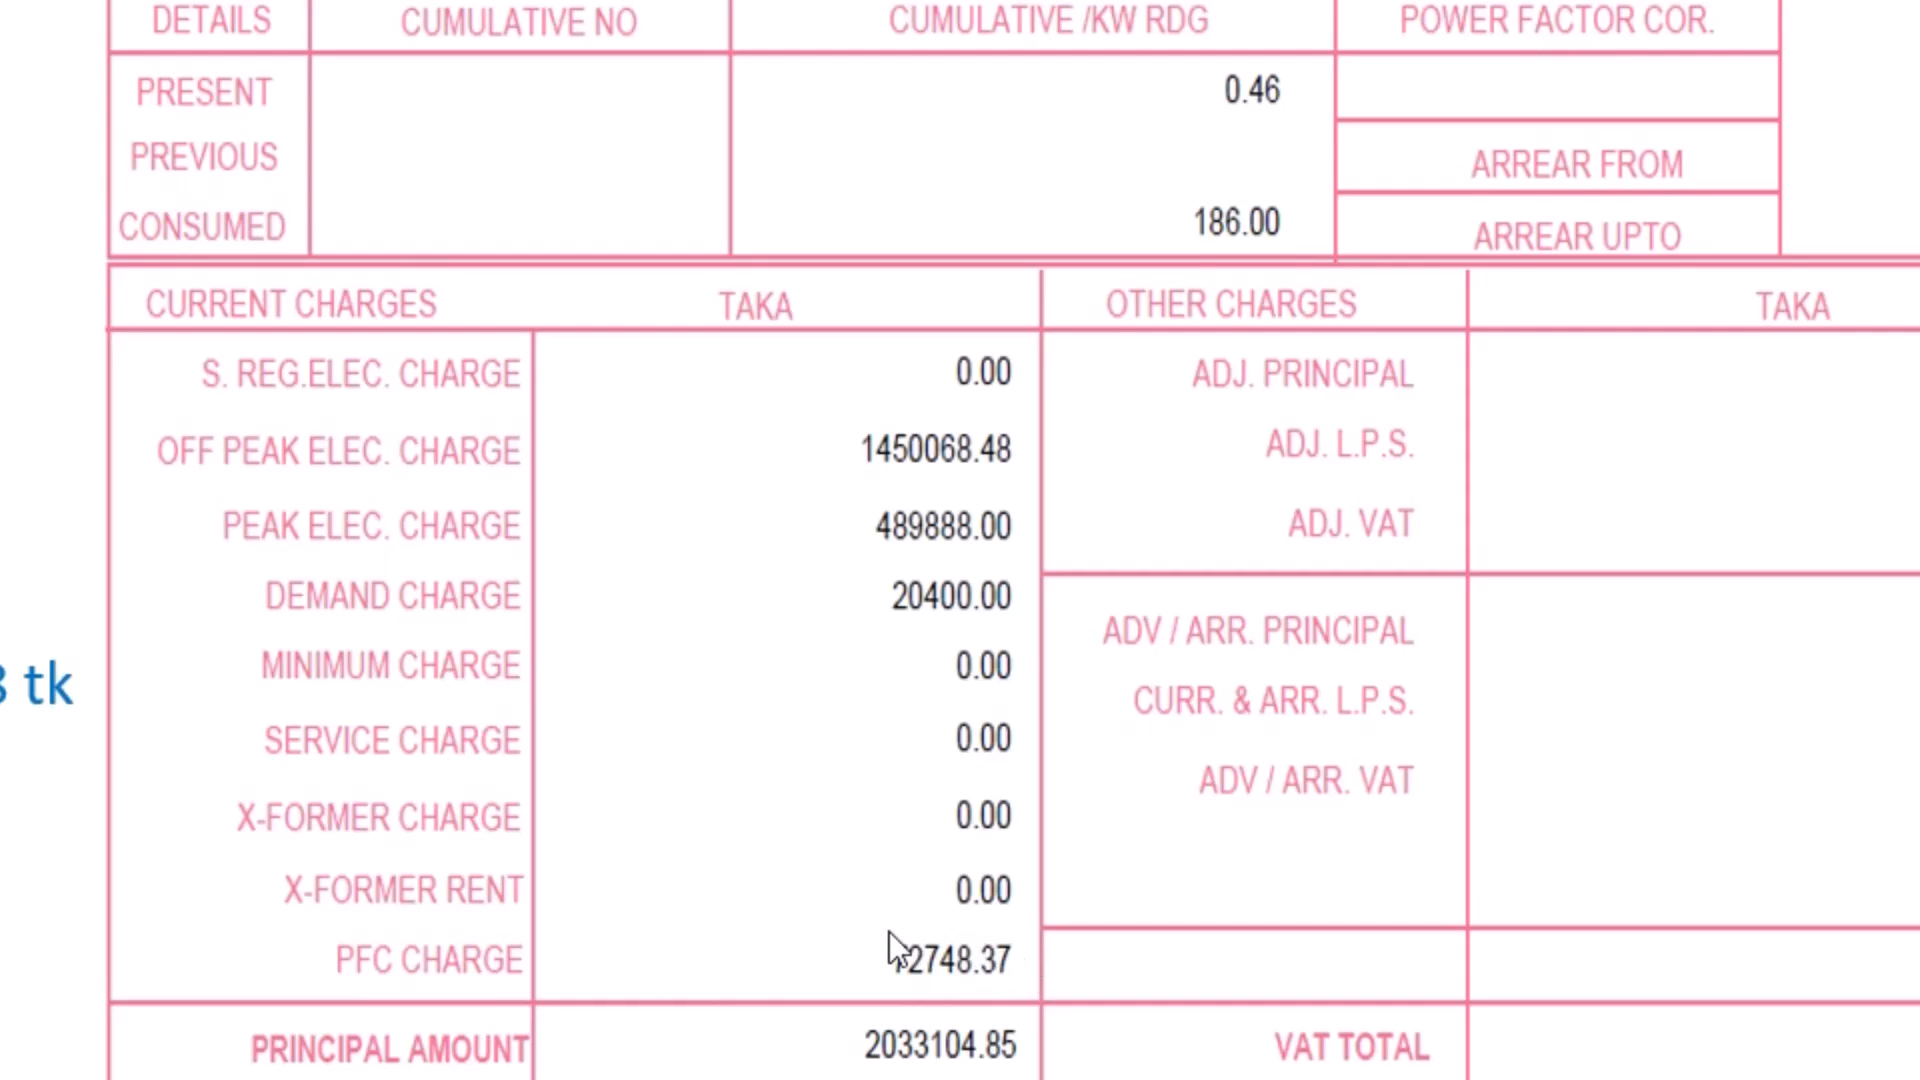 DETAILS CUMULATIVE NO CUMULATIVE /KW RDG POWER FACTOR COR.
PRESENT 0.46
PREVIOUS ARREAR FROM
CONSUMED 186.00 ARREAR UPTO
CURRENT CHARGES TAKA OTHER CHARGES TAKA
S. REG.ELEC. CHARGE 0.00 ADJ. PRINCIPAL
OFF PEAK ELEC. CHARGE 1450068.48 ADJ. L.P.S.
PEAK ELEC. CHARGE 489888.00 ADJ. VAT
DEMAND CHARGE 20400.00 ADV / ARR. PRINCIPAL
tk MINIMUM CHARGE 0.00 CURR. & ARR. L.P.S.
SERVICE CHARGE 0.00 ADV / ARR. VAT
X-FORMER CHARGE 0.00
X-FORMER RENT 0.00
PFC CHARGE
PRINCIPAL AMOUNT 2033104.85 VAT TOTAL